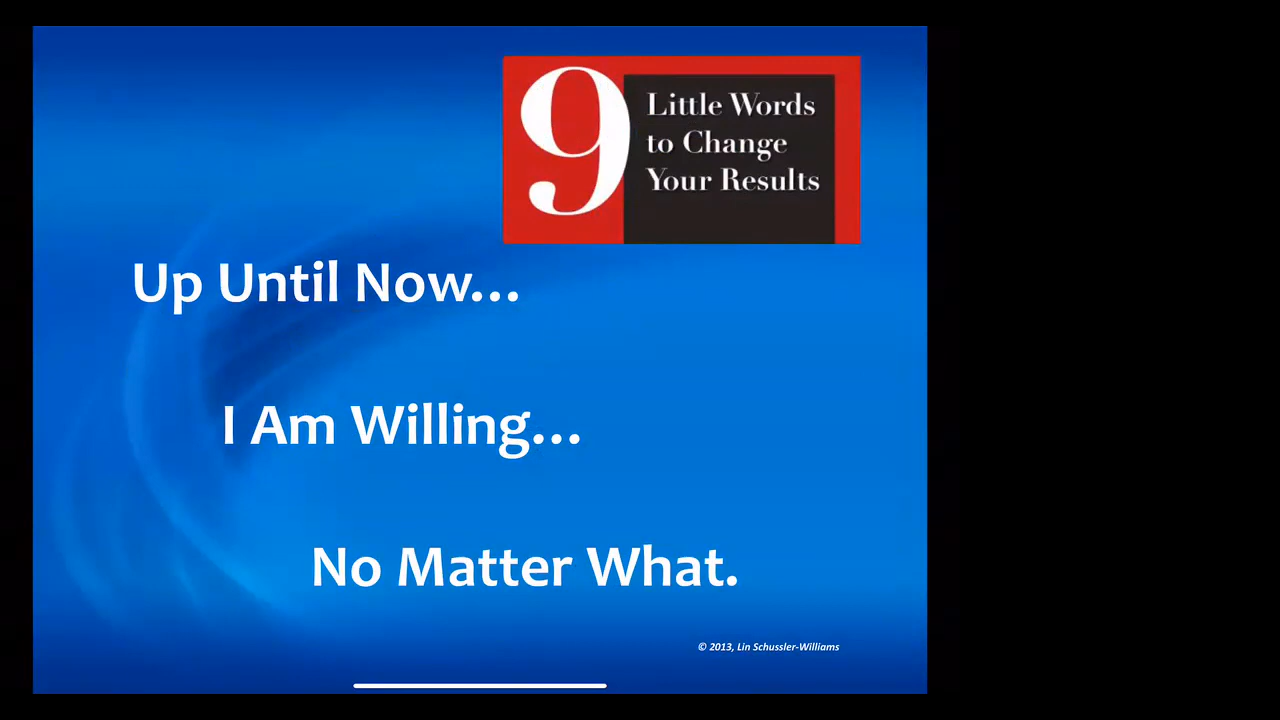 9
Little Words
to Change
Your Results
Up Until Now...
I Am Willing...
No Matter What.
© 2013, Lin Schussler-Williams